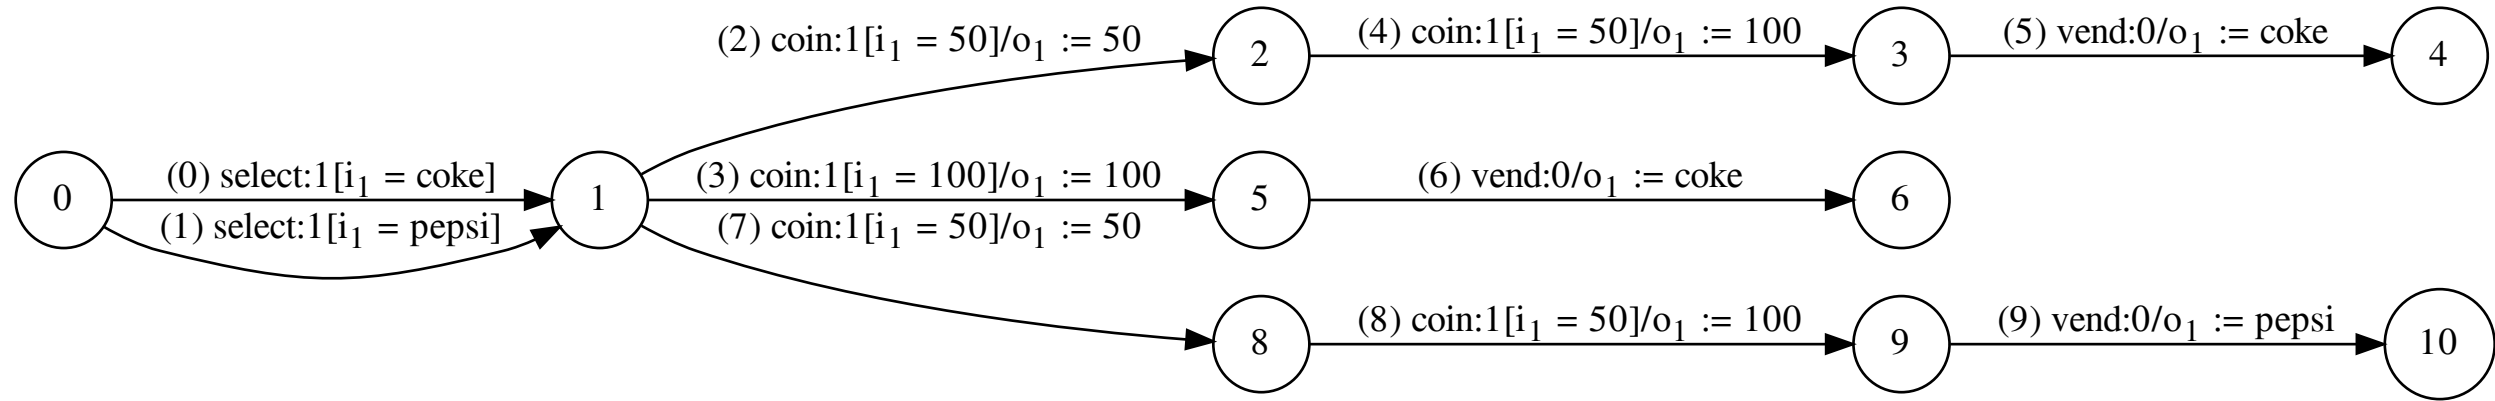 (2) coin:1[i₁ = 50]/o₁ := 50
2
(4) coin:1[i₁ = 50]/o₁ := 100
3
(5) vend:0/o₁ := coke
4
0
(0) select:1[i₁ = coke]
(1) select:1[i₁ = pepsi]
1
(3) coin:1[i₁ = 100]/o₁ := 100
5
(6) vend:0/o₁ := coke
6
(7) coin:1[i₁ = 50]/o₁ := 50
8
(8) coin:1[i₁ = 50]/o₁ := 100
9
(9) vend:0/o₁ := pepsi
10